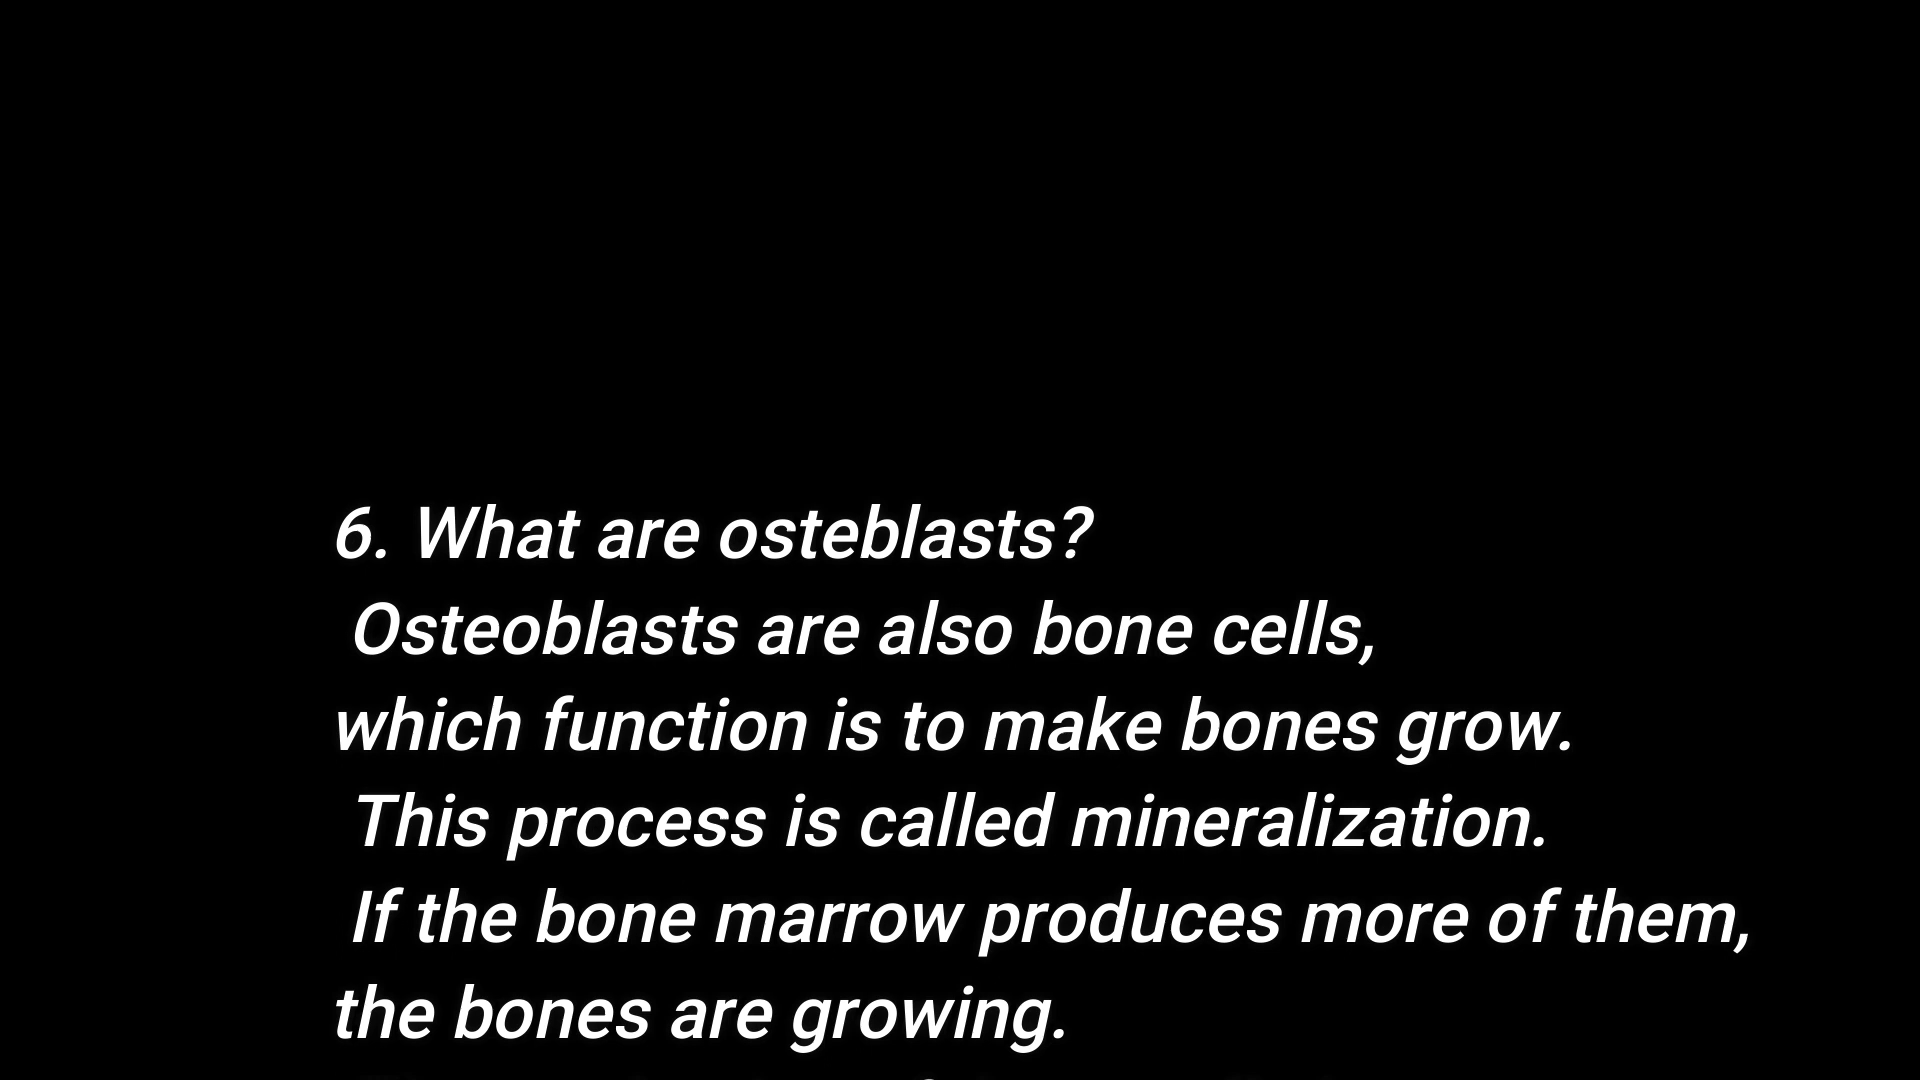 6. What are osteblasts?
Osteoblasts are also bone cells,
which function is to make bones grow.
This process is called mineralization.
If the bone marrow produces more of them,
the bones are growing.